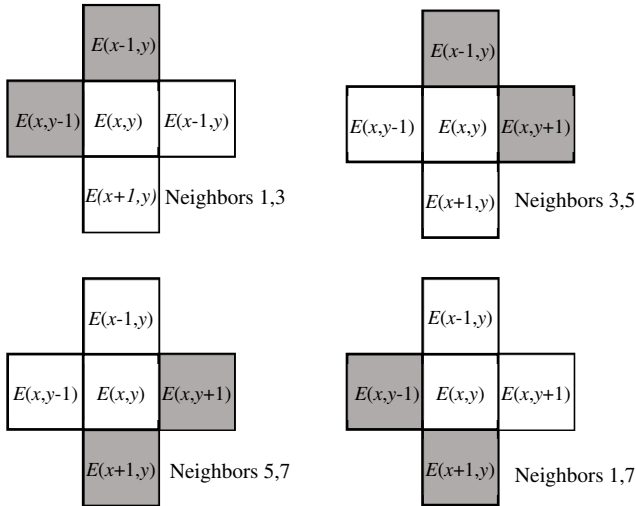 E(x-1,y)
E(x,y-1) E(x,y) E(x-1,y)
E(x+1,y) Neighbors 1,3
E(x-1,y)
E(x,y-1) E(x,y) E(x,y+1)
E(x+1,y) Neighbors 3,5
E(x-1,y)
E(x,y-1) E(x,y) E(x,y+1)
E(x+1,y) Neighbors 5,7
E(x-1,y)
E(x,y-1) E(x,y) E(x,y+1)
E(x+1,y) Neighbors 1,7